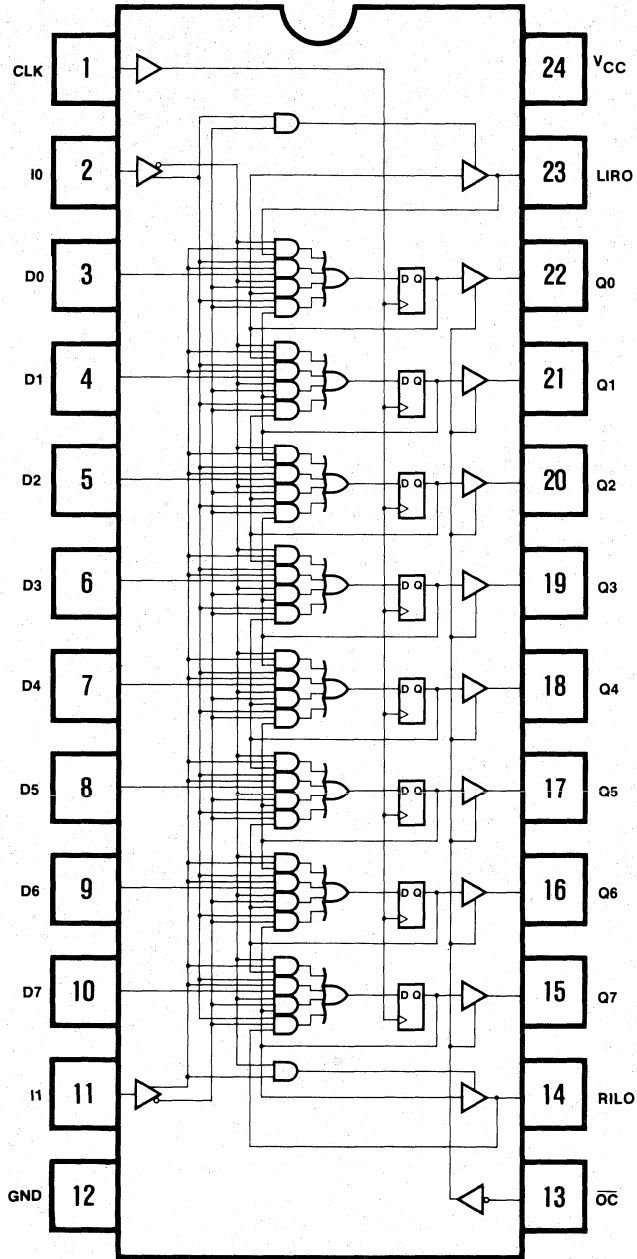 CLK 1 24 VCC
I0 2 23 LIRO
D0 3 D Q 22 Q0
D1 4 D Q 21 Q1
D2 5 D Q 20 Q2
D3 6 D Q 19 Q3
D4 7 D Q 18 Q4
D5 8 D Q 17 Q5
D6 9 D Q 16 Q6
D7 10 D Q 15 Q7
I1 11 14 RILO
GND 12 13 OC